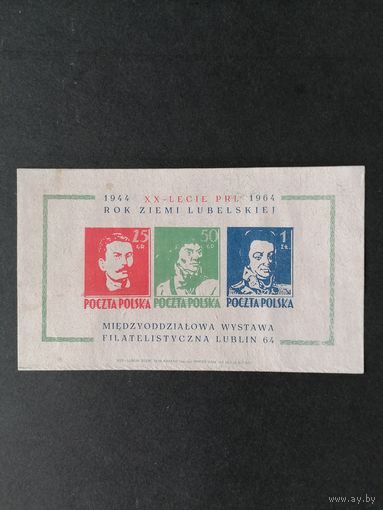 1944 XX-LECIE PRL 1964
ROK ZIEMI LUBELSKIEJ
25 GR
50 GR
1 ZŁ.
POCZTA POLSKA
POCZTA POLSKA
POCZTA POLSKA
MIĘDZYODDZIAŁOWA WYSTAWA
FILATELISTYCZNA LUBLIN 64
www.ay.by